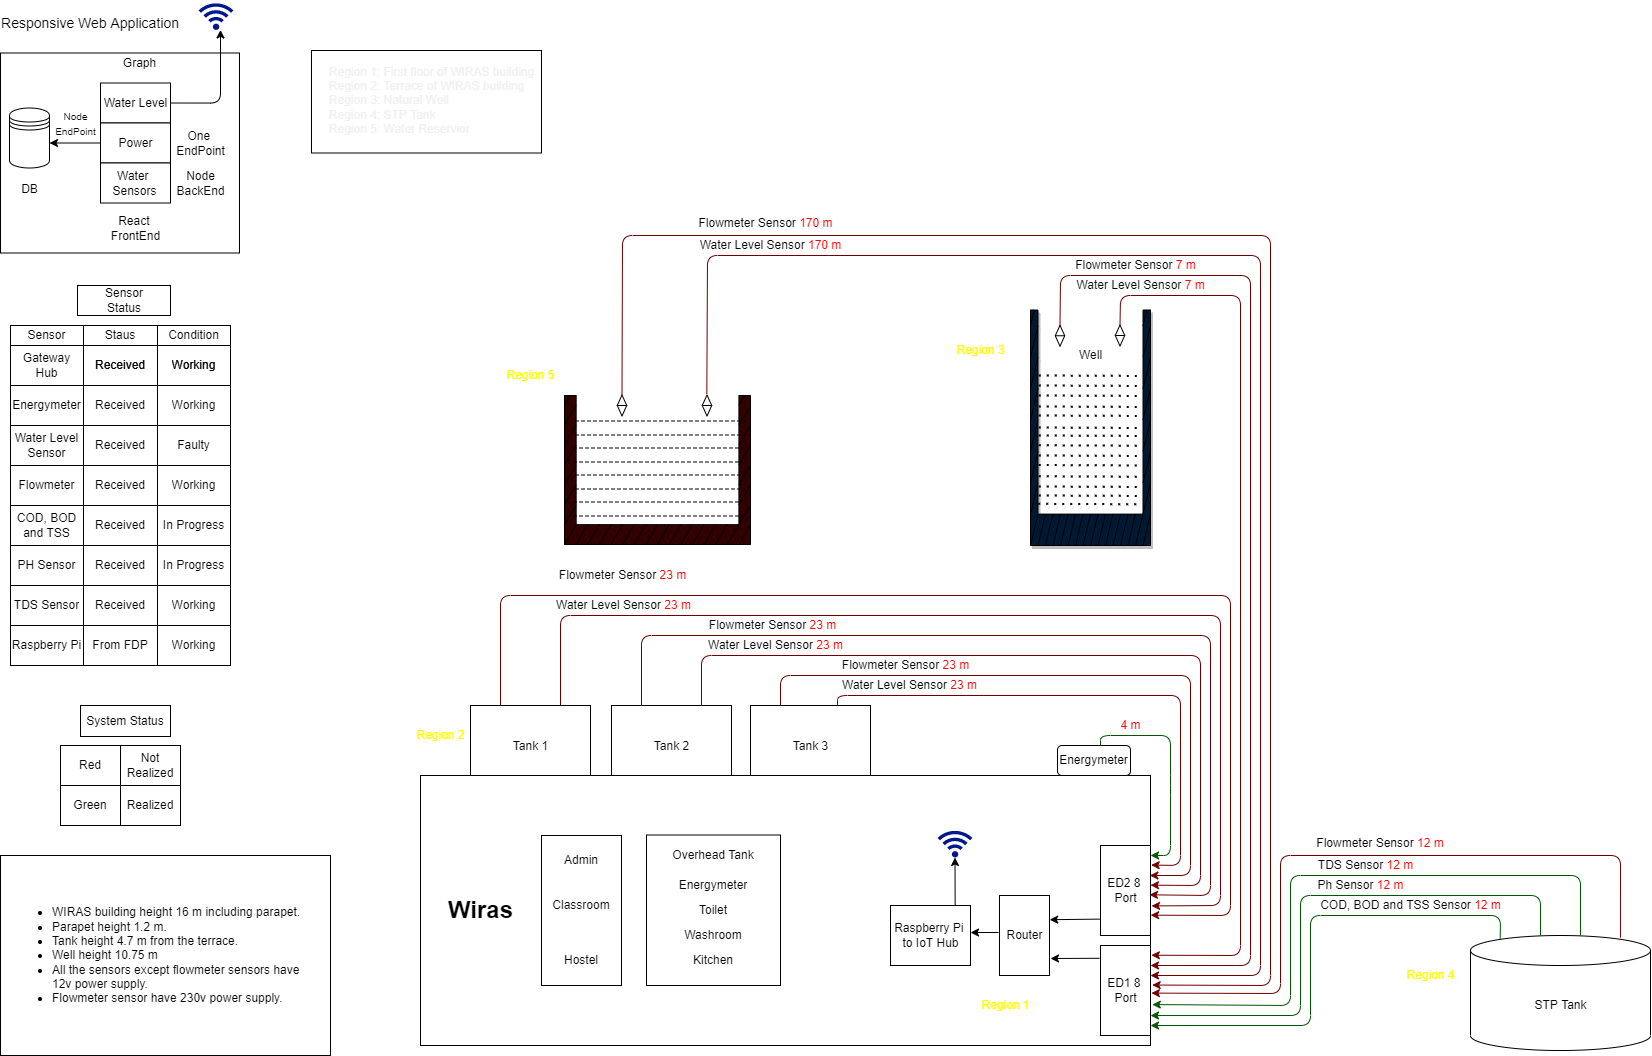 Responsive Web Application
Graph
Water Level
Node
EndPoint
Power
One
EndPoint
Water
Sensors
Node
BackEnd
DB
React
FrontEnd
Region 1: First floor of WIRAS building
Region 2: Terrace of WIRAS building
Region 3: Natural Well
Region 4: STP Tank
Region 5: Water Reservior
Sensor
Status
Sensor Staus Condition
Gateway
Hub
Received Working
Energymeter Received Working
Water Level
Sensor
Received Faulty
Flowmeter Received Working
COD, BOD
and TSS
Received In Progress
PH Sensor Received In Progress
TDS Sensor Received Working
Raspberry Pi From FDP Working
System Status
Red
Not
Realized
Green Realized
WIRAS building height 16 m including parapet.
Parapet height 1.2 m.
Tank height 4.7 m from the terrace.
Well height 10.75 m
All the sensors except flowmeter sensors have
12v power supply.
Flowmeter sensor have 230v power supply.
Flowmeter Sensor 170 m
Water Level Sensor 170 m
Flowmeter Sensor 7 m
Water Level Sensor 7 m
Region 3
Well
Region 5
Flowmeter Sensor 23 m
Water Level Sensor 23 m
Flowmeter Sensor 23 m
Water Level Sensor 23 m
Flowmeter Sensor 23 m
Water Level Sensor 23 m
Region 2
Tank 1
Tank 2
Tank 3
4 m
Energymeter
Wiras
Admin
Classroom
Hostel
Overhead Tank
Energymeter
Toilet
Washroom
Kitchen
Raspberry Pi
to IoT Hub
Router
ED2 8
Port
ED1 8
Port
Region 1
Flowmeter Sensor 12 m
TDS Sensor 12 m
Ph Sensor 12 m
COD, BOD and TSS Sensor 12 m
Region 4
STP Tank